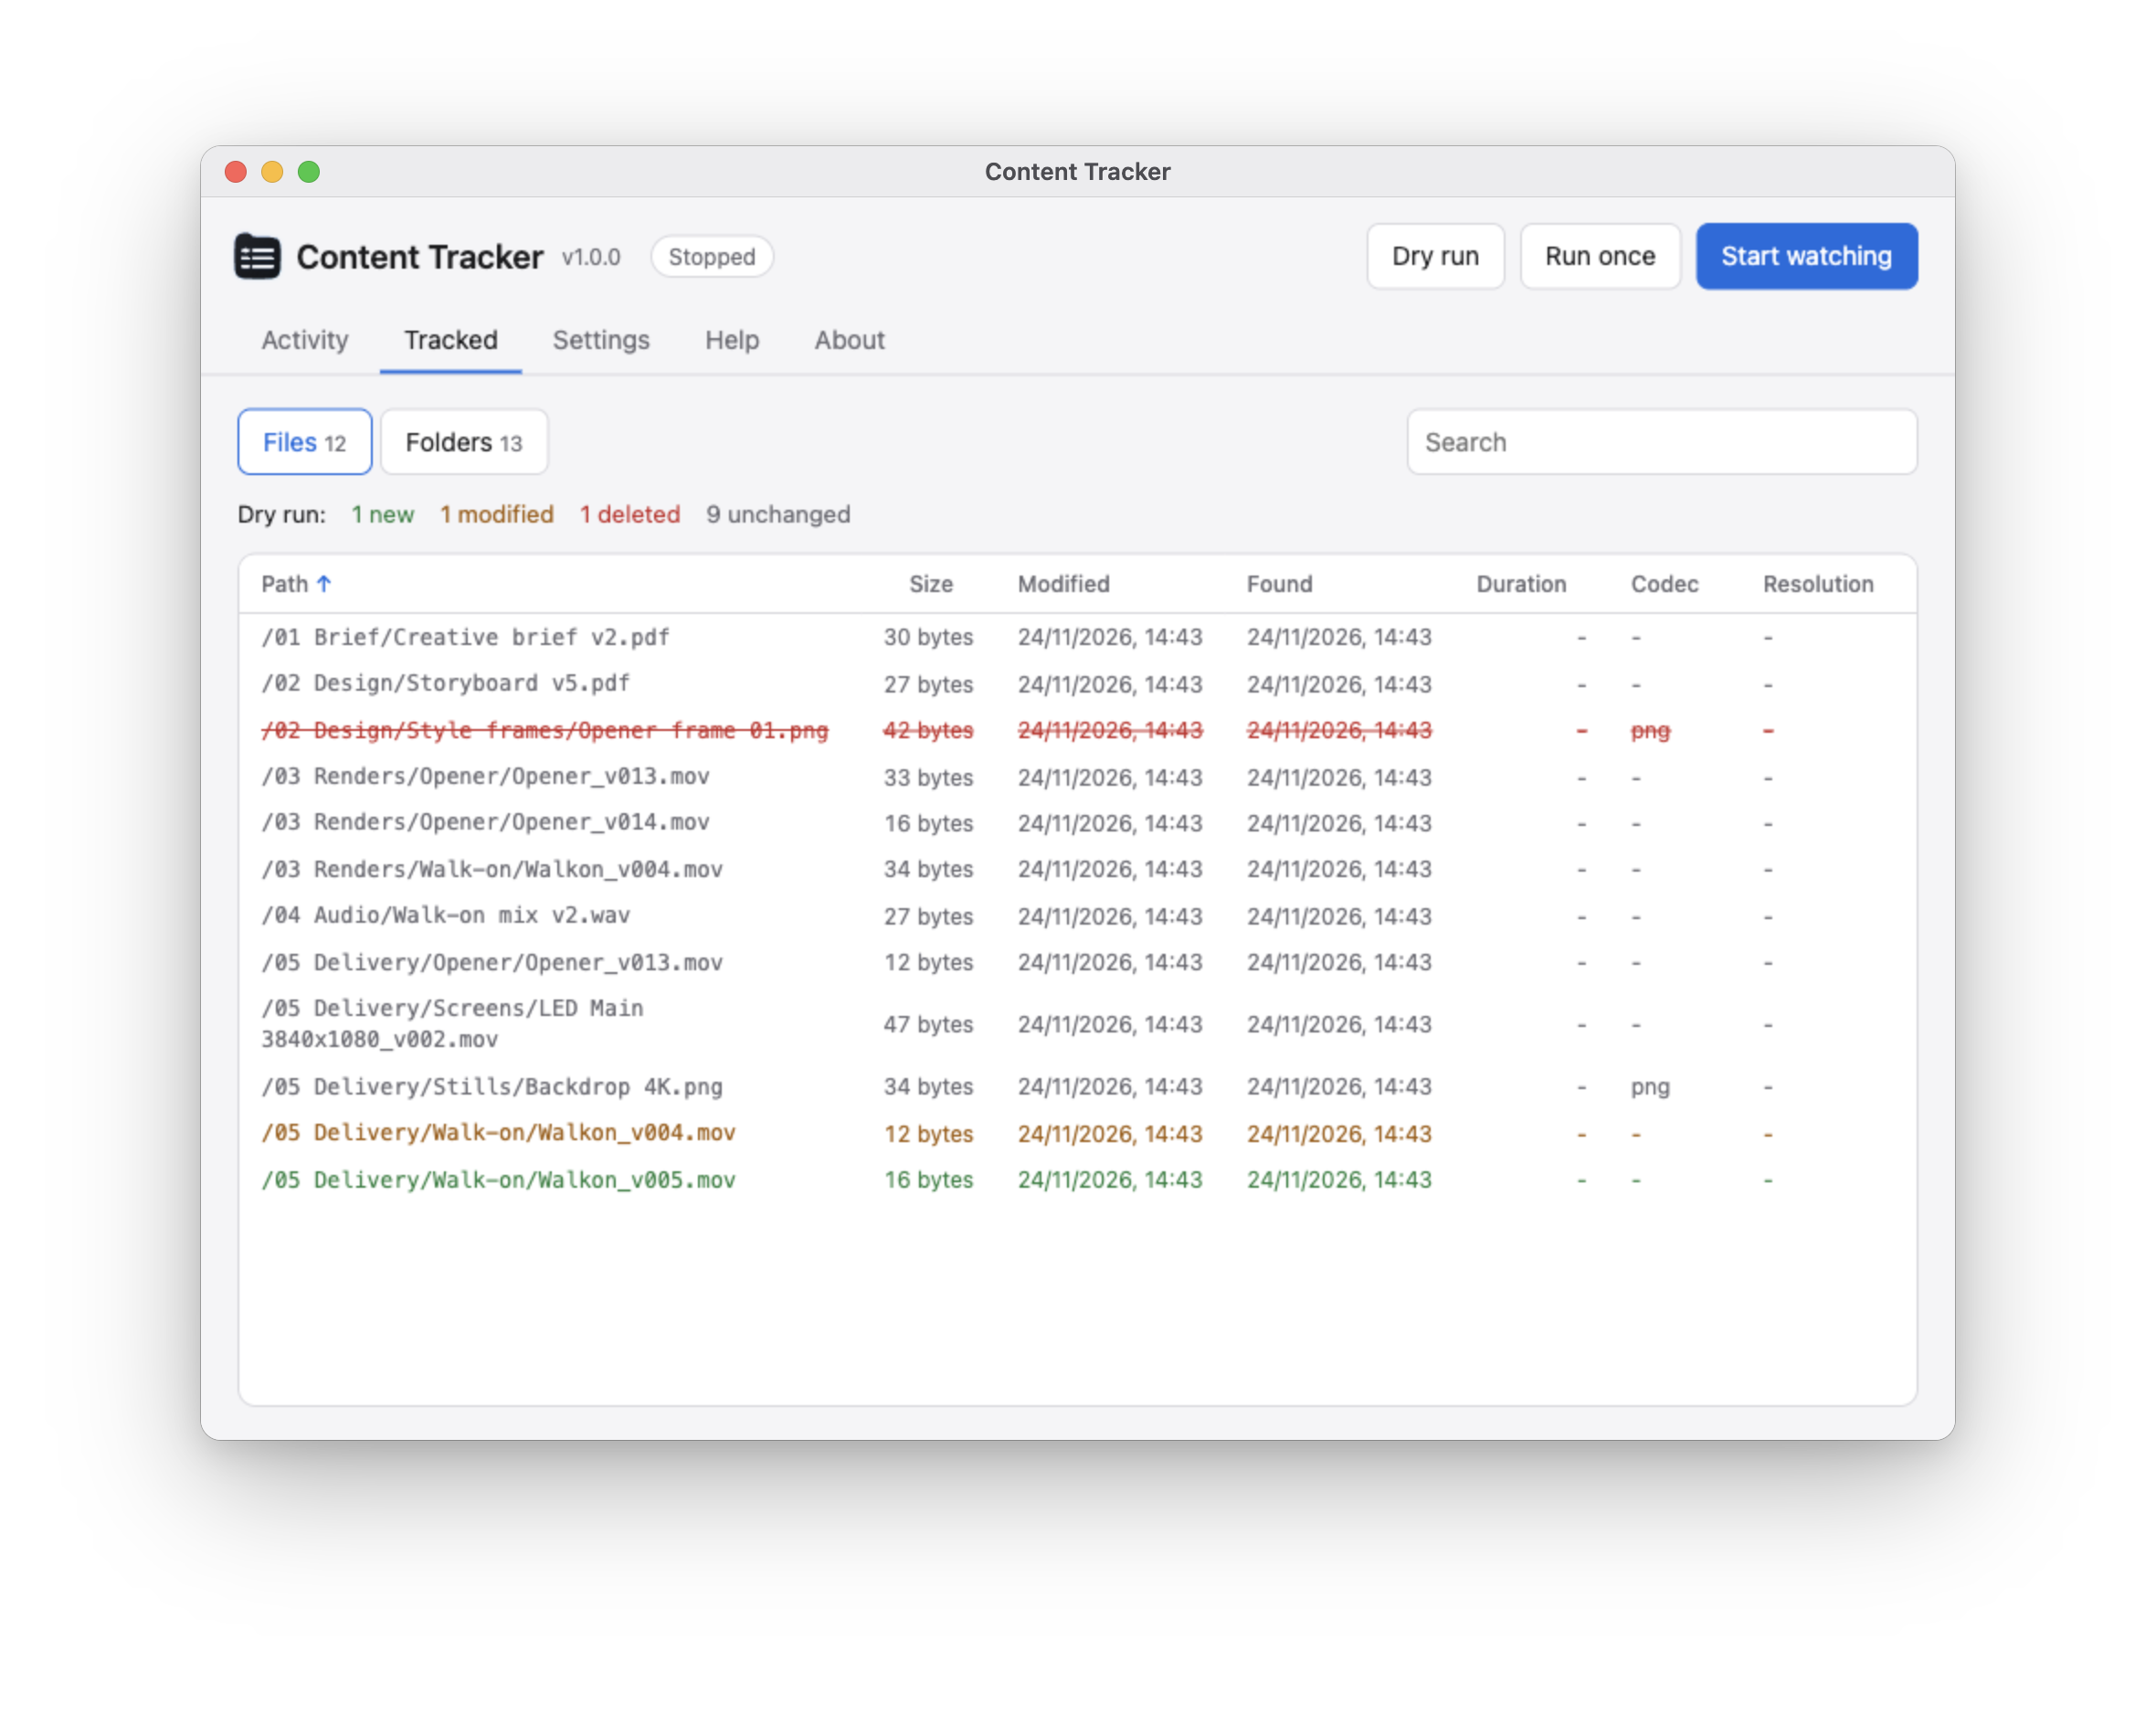 Content Tracker
Content Tracker v1.0.0 Stopped Dry run Run once Start watching
Activity Tracked Settings Help About
Files 12 Folders 13 Search
Dry run: 1 new 1 modified 1 deleted 9 unchanged
Path ↑ Size Modified Found Duration Codec Resolution
/01 Brief/Creative brief v2.pdf 30 bytes 24/11/2026, 14:43 24/11/2026, 14:43 - - -
/02 Design/Storyboard v5.pdf 27 bytes 24/11/2026, 14:43 24/11/2026, 14:43 - - -
/02 Design/Style frames/Opener frame 01.png 42 bytes 24/11/2026, 14:43 24/11/2026, 14:43 - png -
/03 Renders/Opener/Opener_v013.mov 33 bytes 24/11/2026, 14:43 24/11/2026, 14:43 - - -
/03 Renders/Opener/Opener_v014.mov 16 bytes 24/11/2026, 14:43 24/11/2026, 14:43 - - -
/03 Renders/Walk-on/Walkon_v004.mov 34 bytes 24/11/2026, 14:43 24/11/2026, 14:43 - - -
/04 Audio/Walk-on mix v2.wav 27 bytes 24/11/2026, 14:43 24/11/2026, 14:43 - - -
/05 Delivery/Opener/Opener_v013.mov 12 bytes 24/11/2026, 14:43 24/11/2026, 14:43 - - -
/05 Delivery/Screens/LED Main
3840x1080_v002.mov 47 bytes 24/11/2026, 14:43 24/11/2026, 14:43 - - -
/05 Delivery/Stills/Backdrop 4K.png 34 bytes 24/11/2026, 14:43 24/11/2026, 14:43 - png -
/05 Delivery/Walk-on/Walkon_v004.mov 12 bytes 24/11/2026, 14:43 24/11/2026, 14:43 - - -
/05 Delivery/Walk-on/Walkon_v005.mov 16 bytes 24/11/2026, 14:43 24/11/2026, 14:43 - - -